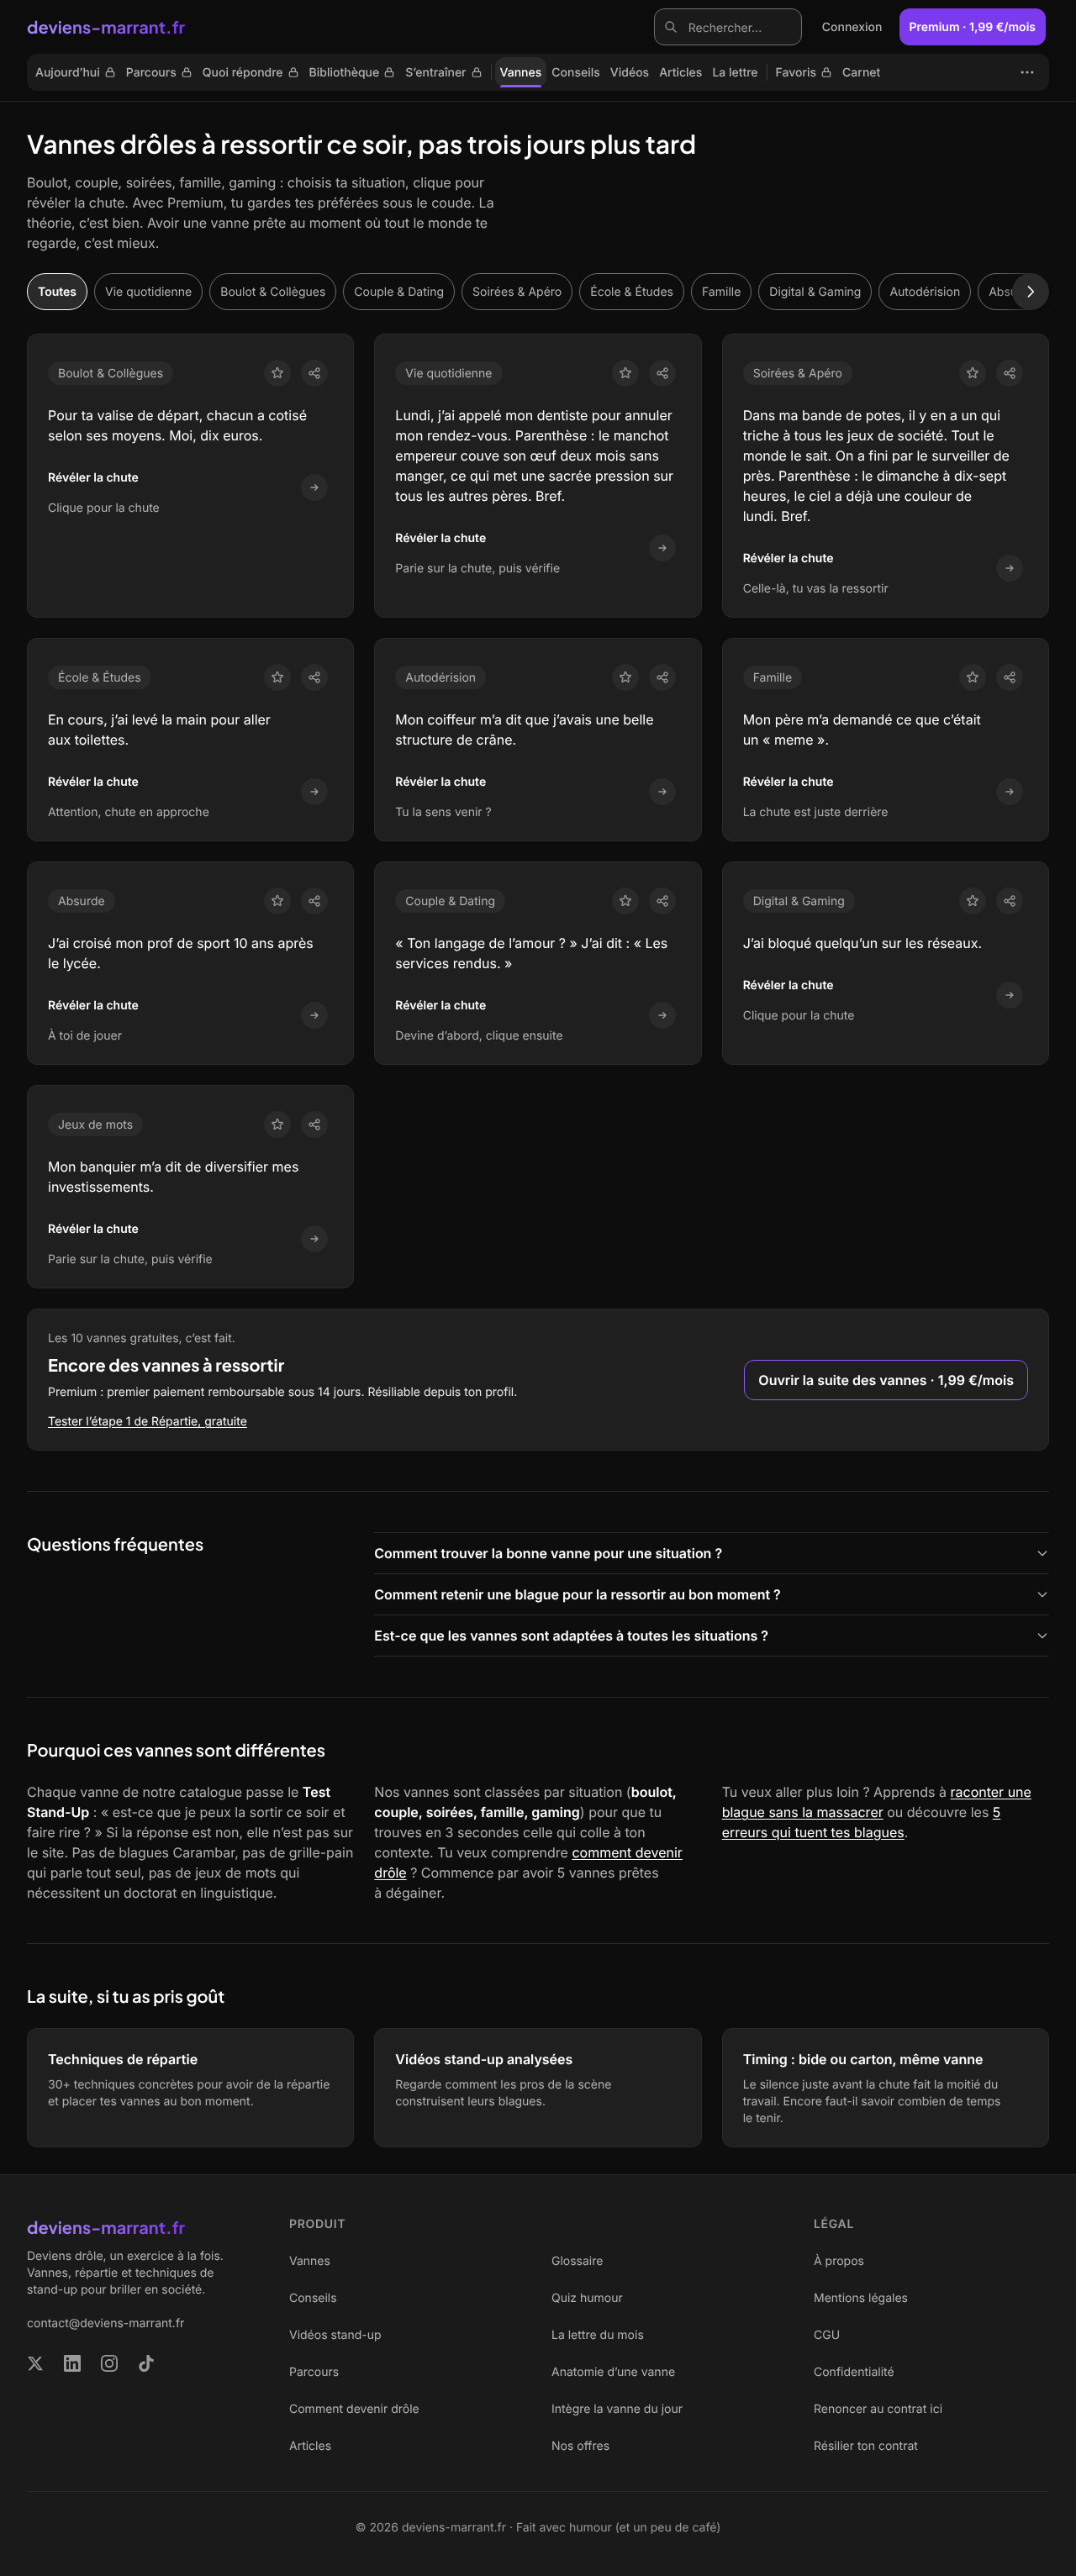 deviens-marrant.fr
Rechercher...
Connexion
Premium · 1,99 €/mois
Aujourd’hui
Parcours
Quoi répondre
Bibliothèque
S’entraîner
Vannes
Conseils
Vidéos
Articles
La lettre
Favoris
Carnet
Vannes drôles à ressortir ce soir, pas trois jours plus tard
Boulot, couple, soirées, famille, gaming : choisis ta situation, clique pour
révéler la chute. Avec Premium, tu gardes tes préférées sous le coude. La
théorie, c’est bien. Avoir une vanne prête au moment où tout le monde te
regarde, c’est mieux.
Toutes
Vie quotidienne
Boulot & Collègues
Couple & Dating
Soirées & Apéro
École & Études
Famille
Digital & Gaming
Autodérision
Boulot & Collègues
Pour ta valise de départ, chacun a cotisé
selon ses moyens. Moi, dix euros.
Révéler la chute
Clique pour la chute
Vie quotidienne
Lundi, j’ai appelé mon dentiste pour annuler
mon rendez-vous. Parenthèse : le manchot
empereur couve son œuf deux mois sans
manger, ce qui met une sacrée pression sur
tous les autres pères. Bref.
Révéler la chute
Parie sur la chute, puis vérifie
Soirées & Apéro
Dans ma bande de potes, il y en a un qui
triche à tous les jeux de société. Tout le
monde le sait. On a fini par le surveiller de
près. Parenthèse : le dimanche à dix-sept
heures, le ciel a déjà une couleur de
lundi. Bref.
Révéler la chute
Celle-là, tu vas la ressortir
École & Études
En cours, j’ai levé la main pour aller
aux toilettes.
Révéler la chute
Attention, chute en approche
Autodérision
Mon coiffeur m’a dit que j’avais une belle
structure de crâne.
Révéler la chute
Tu la sens venir ?
Famille
Mon père m’a demandé ce que c’était
un « meme ».
Révéler la chute
La chute est juste derrière
Absurde
J’ai croisé mon prof de sport 10 ans après
le lycée.
Révéler la chute
À toi de jouer
Couple & Dating
« Ton langage de l’amour ? » J’ai dit : « Les
services rendus. »
Révéler la chute
Devine d’abord, clique ensuite
Digital & Gaming
J’ai bloqué quelqu’un sur les réseaux.
Révéler la chute
Clique pour la chute
Jeux de mots
Mon banquier m’a dit de diversifier mes
investissements.
Révéler la chute
Parie sur la chute, puis vérifie
Les 10 vannes gratuites, c’est fait.
Encore des vannes à ressortir
Premium : premier paiement remboursable sous 14 jours. Résiliable depuis ton profil.
Tester l’étape 1 de Répartie, gratuite
Ouvrir la suite des vannes · 1,99 €/mois
Questions fréquentes
Comment trouver la bonne vanne pour une situation ?
Comment retenir une blague pour la ressortir au bon moment ?
Est-ce que les vannes sont adaptées à toutes les situations ?
Pourquoi ces vannes sont différentes
Chaque vanne de notre catalogue passe le Test
Stand-Up : « est-ce que je peux la sortir ce soir et
faire rire ? » Si la réponse est non, elle n’est pas sur
le site. Pas de blagues Carambar, pas de grille-pain
qui parle tout seul, pas de jeux de mots qui
nécessitent un doctorat en linguistique.
Nos vannes sont classées par situation (boulot,
couple, soirées, famille, gaming) pour que tu
trouves en 3 secondes celle qui colle à ton
contexte. Tu veux comprendre comment devenir
drôle ? Commence par avoir 5 vannes prêtes
à dégainer.
Tu veux aller plus loin ? Apprends à raconter une
blague sans la massacrer ou découvre les 5
erreurs qui tuent tes blagues.
La suite, si tu as pris goût
Techniques de répartie
30+ techniques concrètes pour avoir de la répartie
et placer tes vannes au bon moment.
Vidéos stand-up analysées
Regarde comment les pros de la scène
construisent leurs blagues.
Timing : bide ou carton, même vanne
Le silence juste avant la chute fait la moitié du
travail. Encore faut-il savoir combien de temps
le tenir.
deviens-marrant.fr
Deviens drôle, un exercice à la fois.
Vannes, répartie et techniques de
stand-up pour briller en société.
contact@deviens-marrant.fr
PRODUIT
Vannes
Conseils
Vidéos stand-up
Parcours
Comment devenir drôle
Articles
Glossaire
Quiz humour
La lettre du mois
Anatomie d’une vanne
Intègre la vanne du jour
Nos offres
LÉGAL
À propos
Mentions légales
CGU
Confidentialité
Renoncer au contrat ici
Résilier ton contrat
© 2026 deviens-marrant.fr · Fait avec humour (et un peu de café)